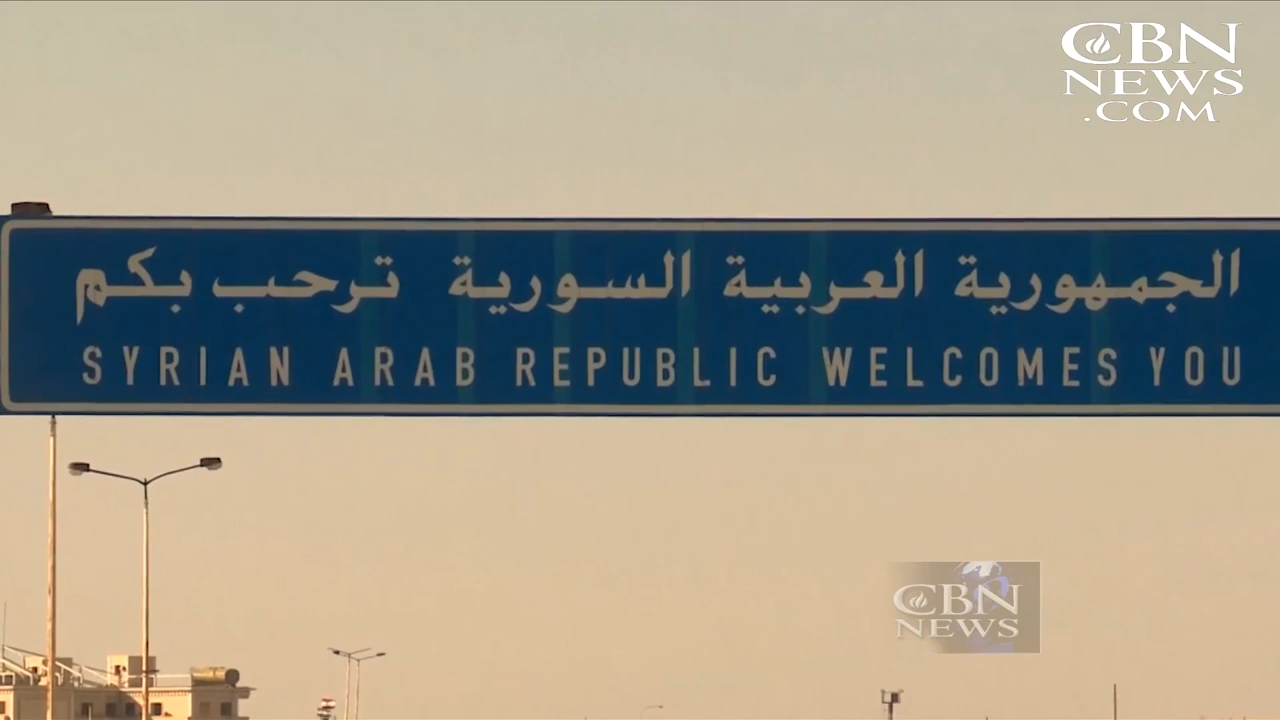 CBN
NEWS
.COM
الجمهورية العربية السورية ترحب بكم
SYRIAN ARAB REPUBLIC WELCOMES YOU
CBN
NEWS